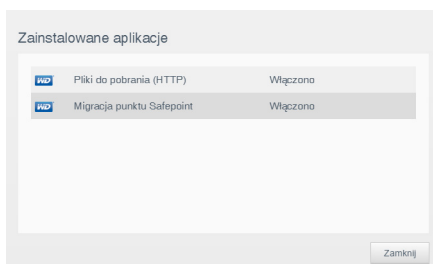 Zainstalowane aplikacje
WD Pliki do pobrania (HTTP) Włączono
WD Migracja punktu Safepoint Włączono
Zamknij